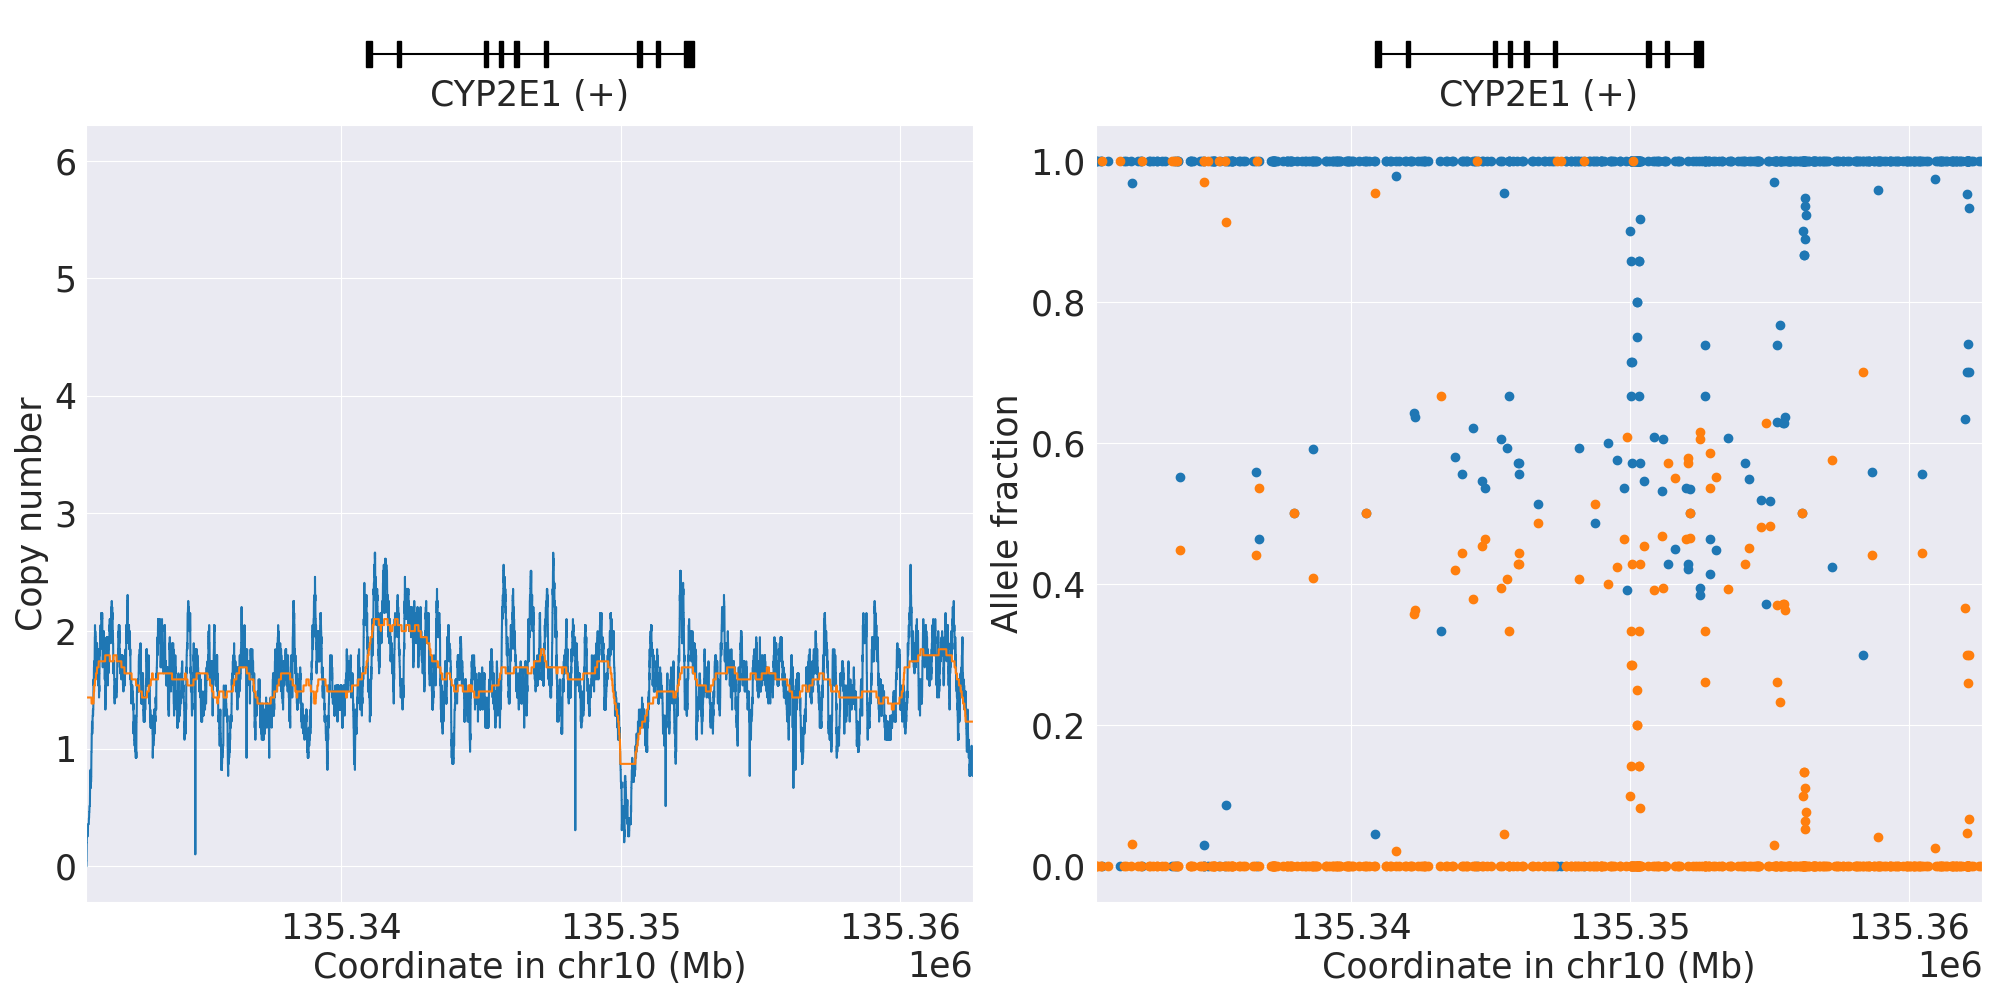 CYP2E1 (+)
6
5
4
3
2
1
0
Copy number
135.34 135.35 135.36
Coordinate in chr10 (Mb) 1e6
CYP2E1 (+)
1.0
0.8
0.6
0.4
0.2
0.0
Allele fraction
135.34 135.35 135.36
Coordinate in chr10 (Mb) 1e6